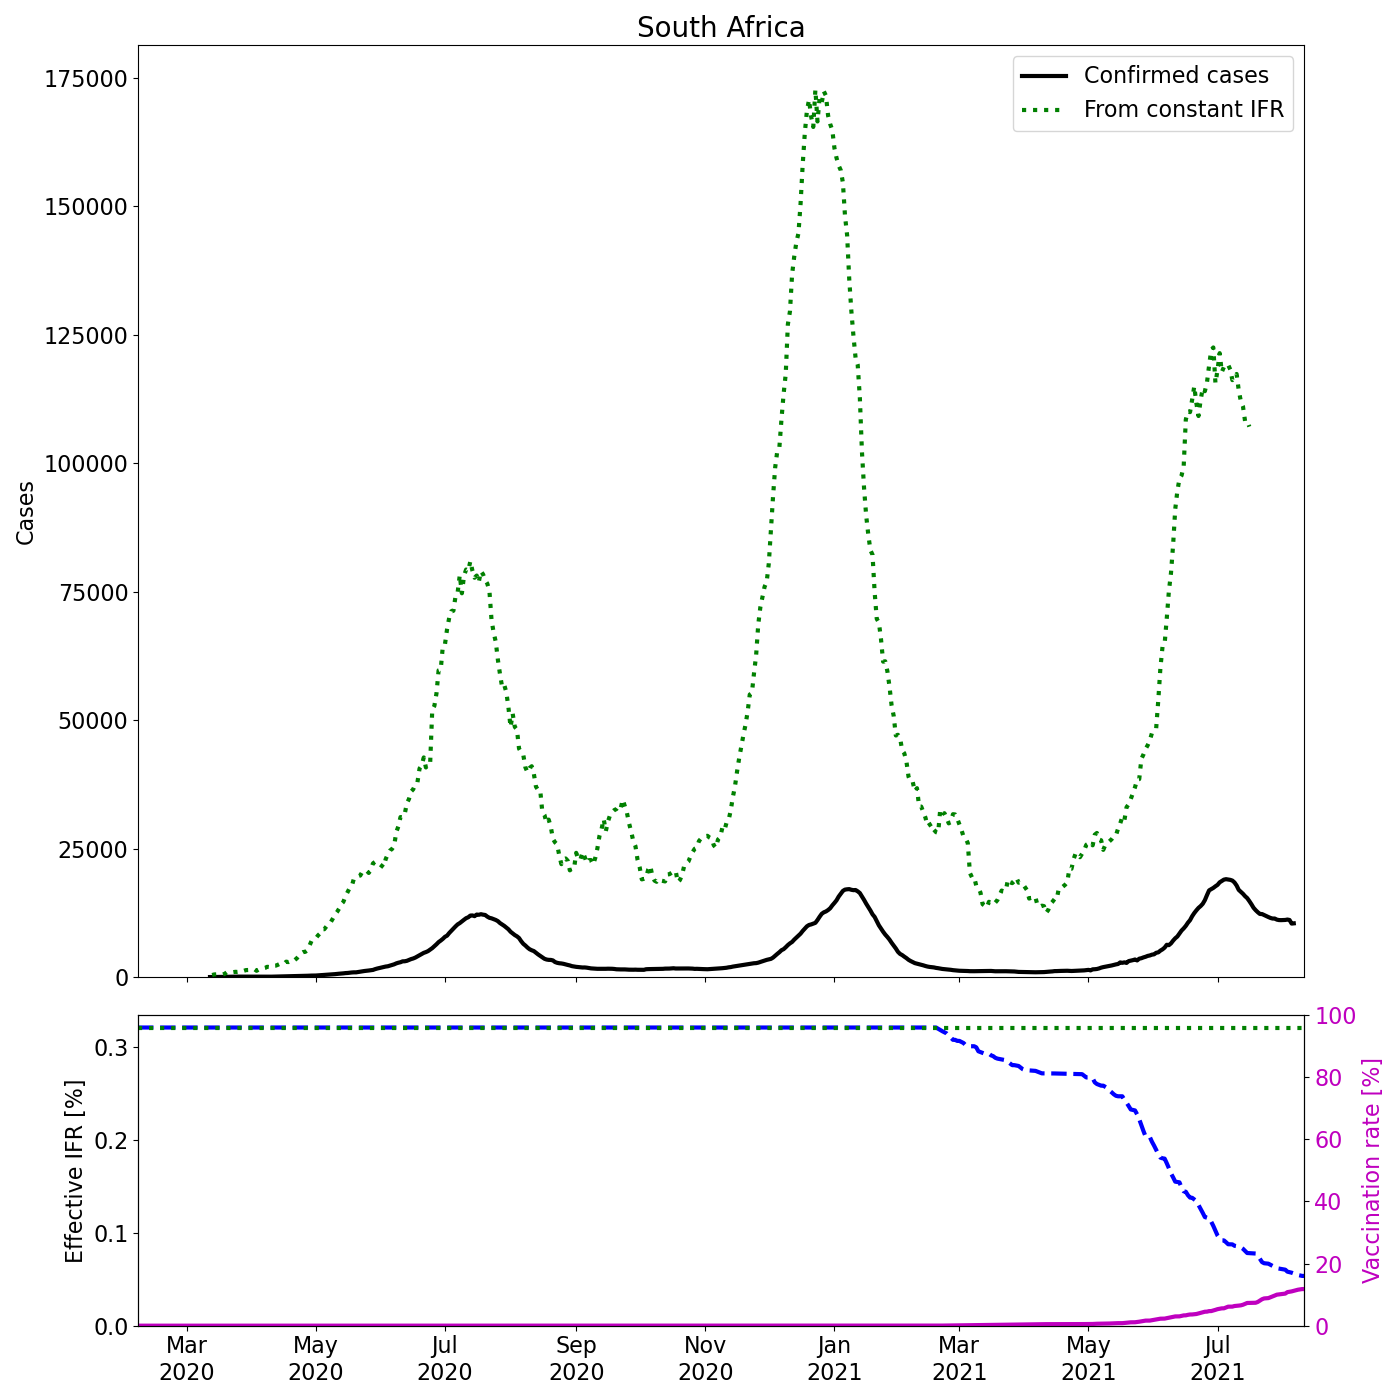 South Africa
Confirmed cases
From constant IFR
175000
150000
125000
100000
75000
50000
25000
0
Cases
0.3
0.2
0.1
0.0
Effective IFR [%]
100
80
60
40
20
0
Vaccination rate [%]
Mar
2020
May
2020
Jul
2020
Sep
2020
Nov
2020
Jan
2021
Mar
2021
May
2021
Jul
2021